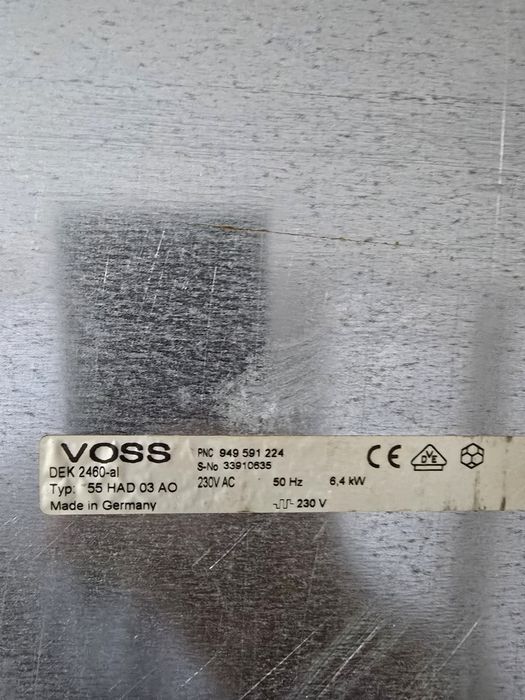 VOSS
DEK 2460-al
Typ: 55 HAD 03 AO
Made in Germany
PNC 949 591 224
S-No 33910635
230V AC 50 Hz 6,4 kW
230 V
CE
DVE